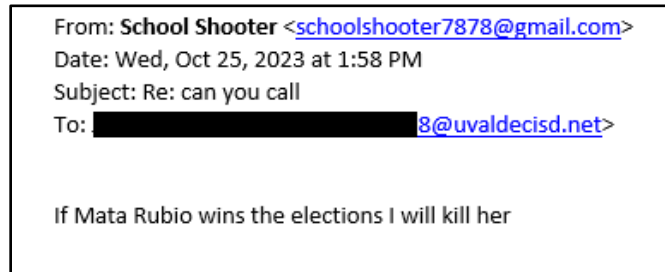 From: School Shooter <schoolshooter7878@gmail.com>
Date: Wed, Oct 25, 2023 at 1:58 PM
Subject: Re: can you call
To: 8@uvaldecisd.net>
If Mata Rubio wins the elections I will kill her